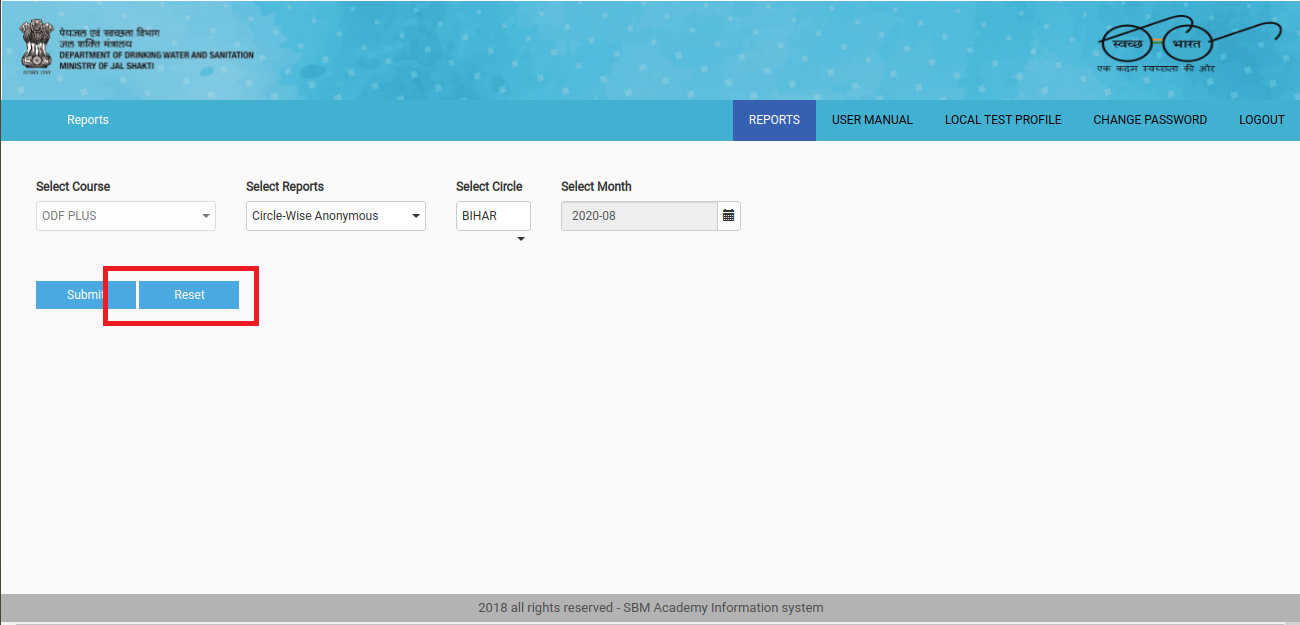 पेयजल एवं स्वच्छता विभाग
जल शक्ति मंत्रालय
DEPARTMENT OF DRINKING WATER AND SANITATION
MINISTRY OF JAL SHAKTI
स्वच्छ भारत
एक कदम स्वच्छता की ओर
Reports
REPORTS USER MANUAL LOCAL TEST PROFILE CHANGE PASSWORD LOGOUT
Select Course Select Reports Select Circle Select Month
ODF PLUS Circle-Wise Anonymous BIHAR 2020-08
Submit Reset
2018 all rights reserved - SBM Academy Information system